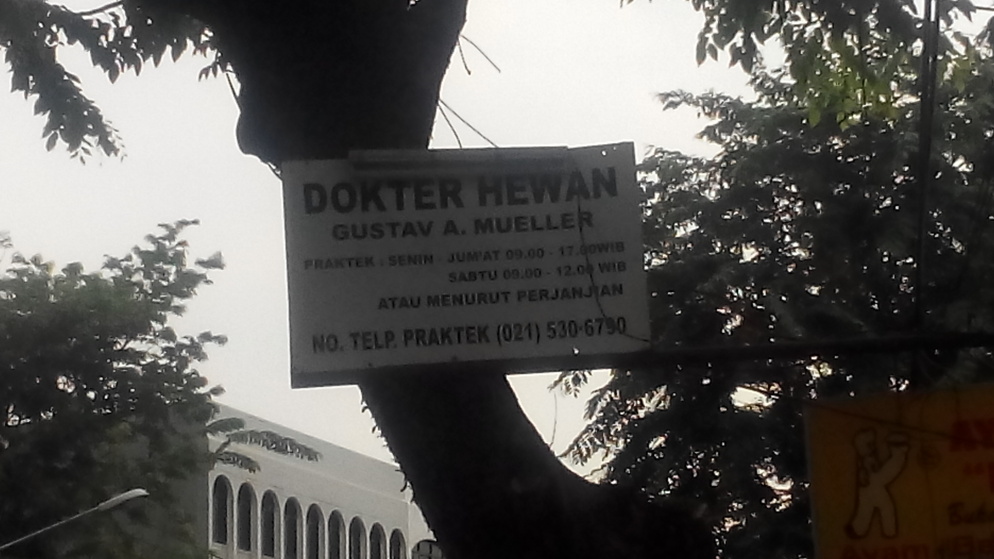 DOKTER HEWAN
GUSTAV A. MUELLER
PRAKTEK : SENIN - JUM'AT 09.00 - 17.00 WIB
SABTU 09.00 - 12.00 WIB
ATAU MENURUT PERJANJIAN
NO. TELP. PRAKTEK (021) 530-6790